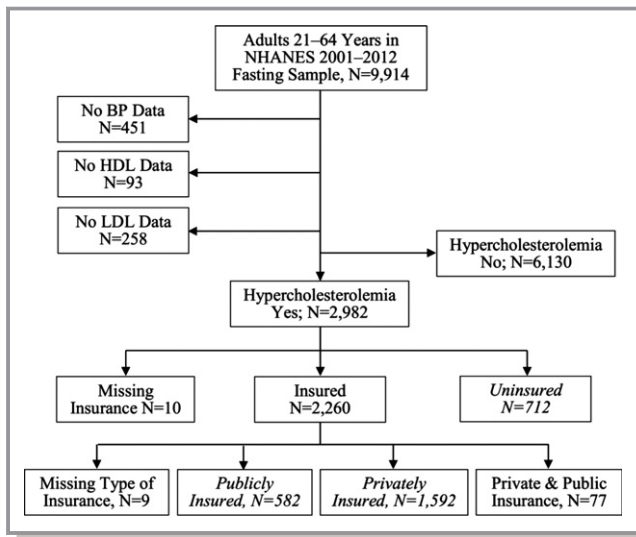 Adults 21–64 Years in
NHANES 2001–2012
Fasting Sample, N=9,914
No BP Data
N=451
No HDL Data
N=93
No LDL Data
N=258
Hypercholesterolemia
No; N=6,130
Hypercholesterolemia
Yes; N=2,982
Missing
Insurance N=10
Insured
N=2,260
Uninsured
N=712
Missing Type of
Insurance, N=9
Publicly
Insured, N=582
Privately
Insured, N=1,592
Private & Public
Insurance, N=77